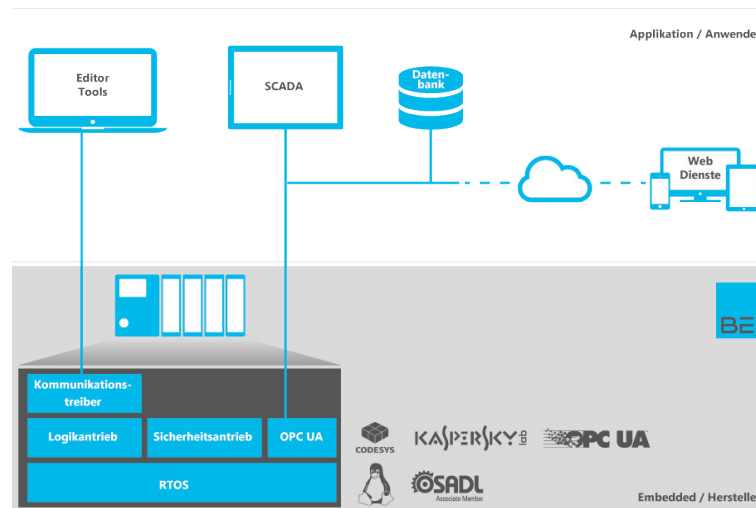 Applikation / Anwende
Editor
Tools
SCADA
Daten-
bank
Web
Dienste
BE
Kommunikations-
treiber
Logikantrieb
Sicherheitsantrieb
OPC UA
RTOS
CODESYS
KASPERSKY lab
OPC UA
OSADL
Associate Member
Embedded / Herstelle